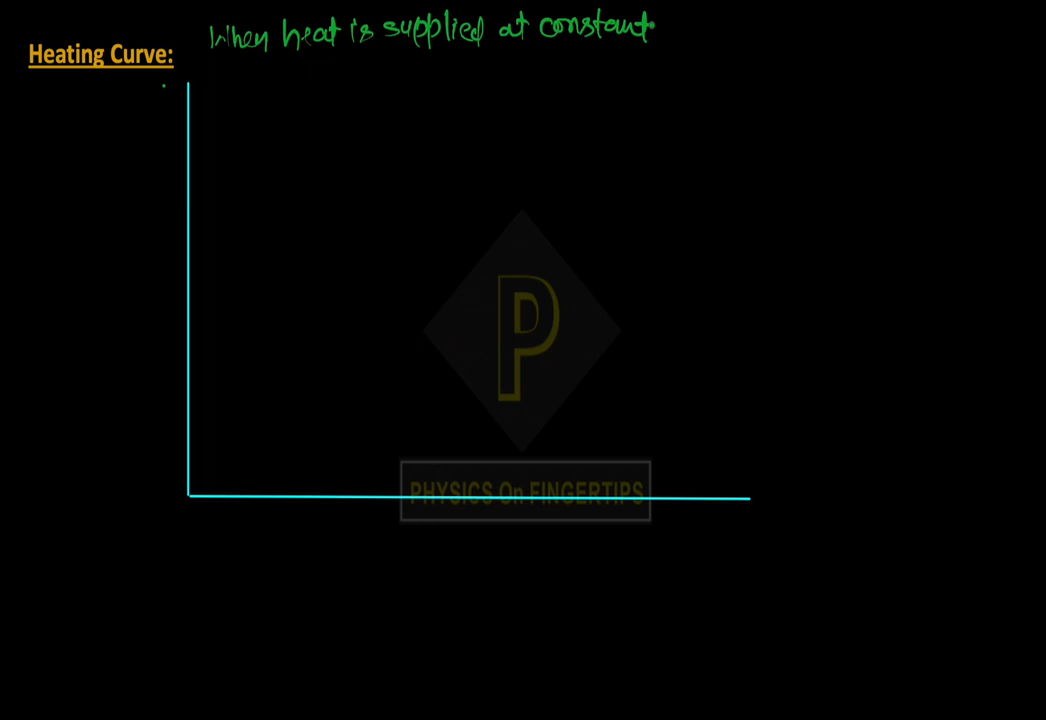 When heat is supplied at constant
Heating Curve:
P
PHYSICS On FINGERTIPS